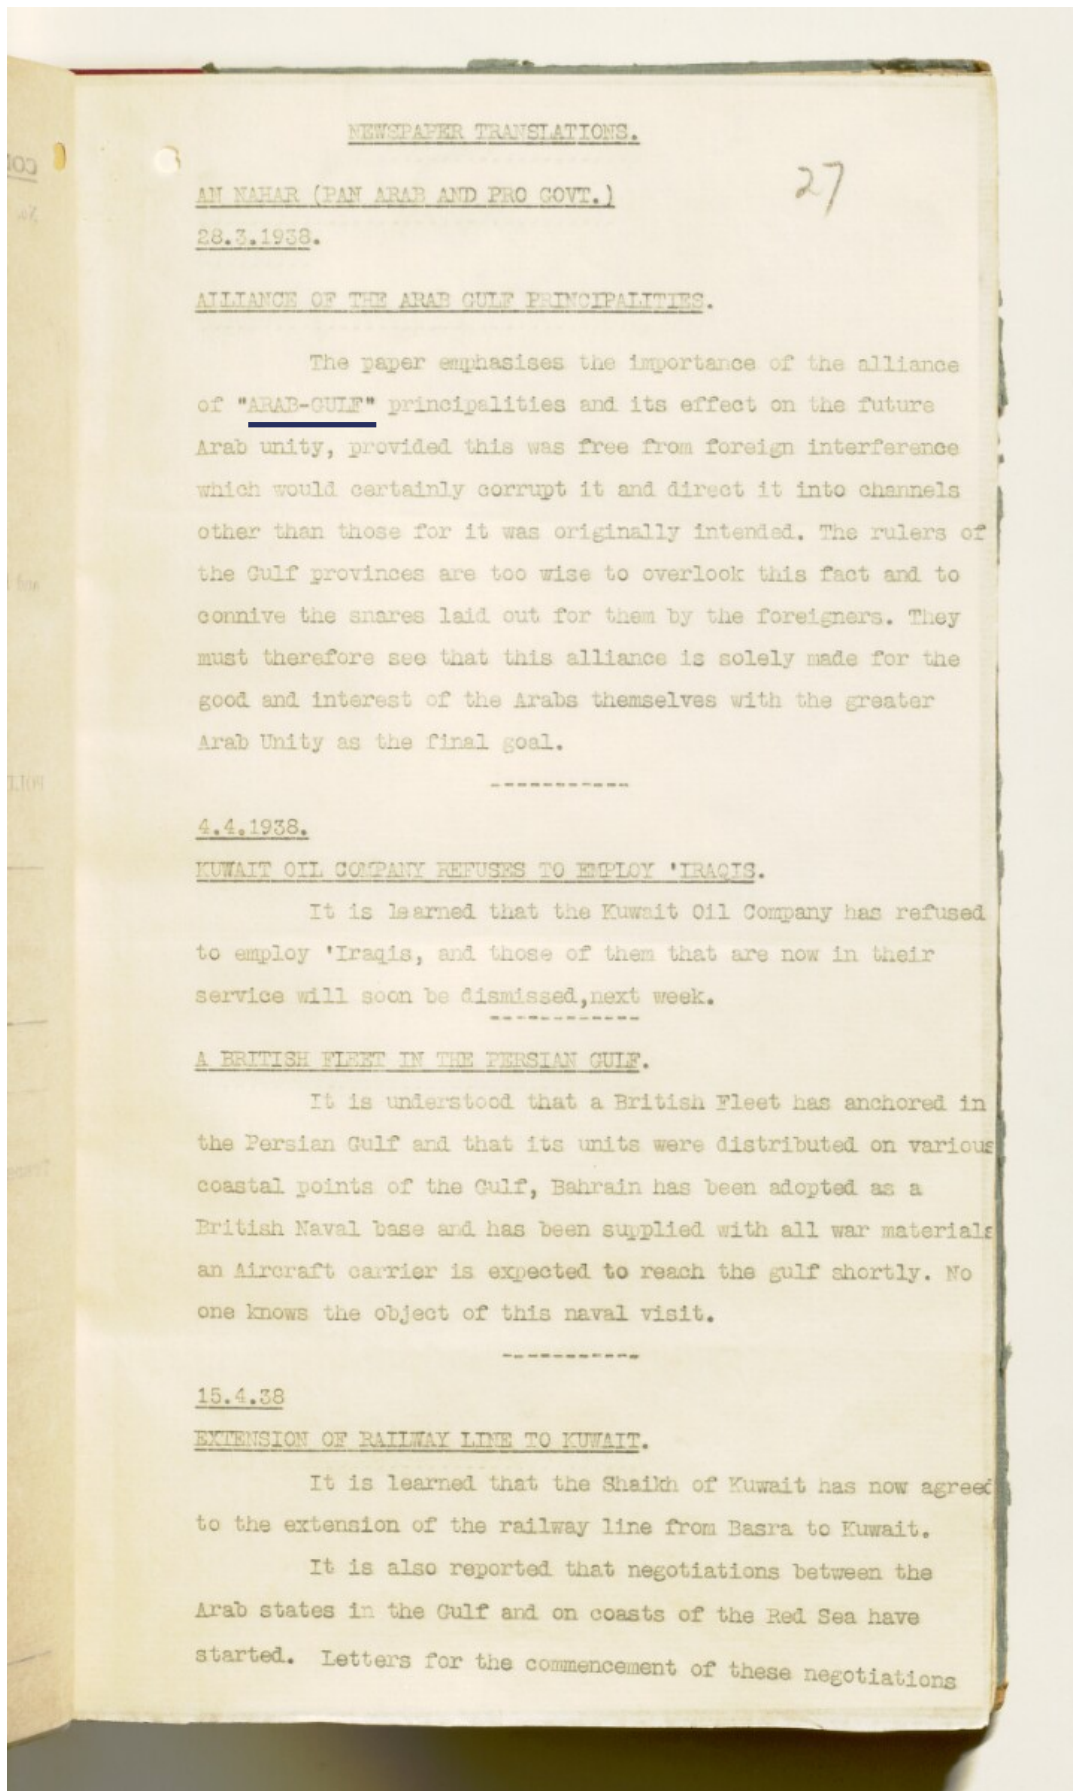 NEWSPAPER TRANSLATIONS.
27
AN NAHAR (PAN ARAB AND PRO GOVT.)
28.3.1938.
ALLIANCE OF THE ARAB GULF PRINCIPALITIES.
The paper emphasises the importance of the alliance
of "ARAB-GULF" principalities and its effect on the future
Arab unity, provided this was free from foreign interference
which would certainly corrupt it and direct it into channels
other than those for it was originally intended. The rulers of
the Gulf provinces are too wise to overlook this fact and to
connive the snares laid out for them by the foreigners. They
must therefore see that this alliance is solely made for the
good and interest of the Arabs themselves with the greater
Arab Unity as the final goal.
-----------
4.4.1938.
KUWAIT OIL COMPANY REFUSES TO EMPLOY 'IRAQIS.
It is learned that the Kuwait Oil Company has refused
to employ 'Iraqis, and those of them that are now in their
service will soon be dismissed,next week.
------------
A BRITISH FLEET IN THE PERSIAN GULF.
It is understood that a British Fleet has anchored in
the Persian Gulf and that its units were distributed on various
coastal points of the Gulf, Bahrain has been adopted as a
British Naval base and has been supplied with all war materials
an Aircraft carrier is expected to reach the gulf shortly. No
one knows the object of this naval visit.
-----------
15.4.38
EXTENSION OF RAILWAY LINE TO KUWAIT.
It is learned that the Shaikh of Kuwait has now agreed
to the extension of the railway line from Basra to Kuwait.
It is also reported that negotiations between the
Arab states in the Gulf and on coasts of the Red Sea have
started. Letters for the commencement of these negotiations